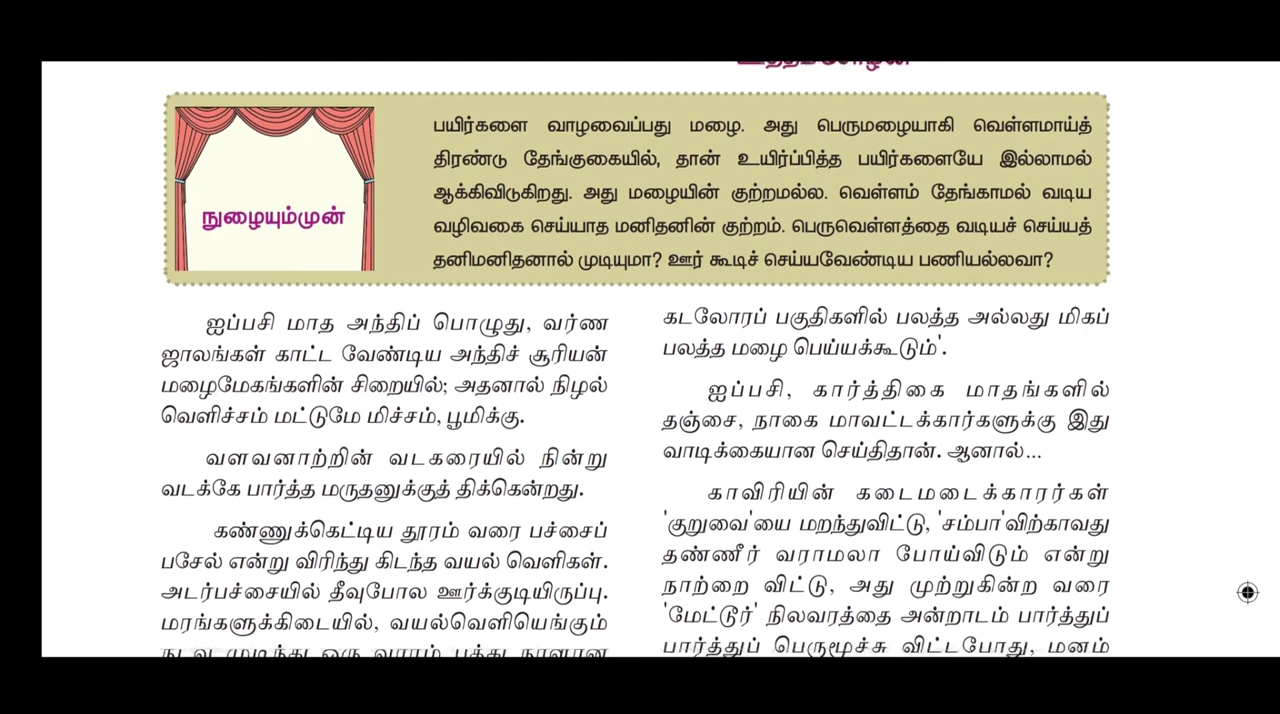 நுழையும்முன்
பயிர்களை வாழவைப்பது மழை. அது பெருமழையாகி வெள்ளமாய்த்
திரண்டு தேங்குகையில், தான் உயிர்ப்பித்த பயிர்களையே இல்லாமல்
ஆக்கிவிடுகிறது. அது மழையின் குற்றமல்ல. வெள்ளம் தேங்காமல் வடிய
வழிவகை செய்யாத மனிதனின் குற்றம். பெருவெள்ளத்தை வடியச் செய்யத்
தனிமனிதனால் முடியுமா? ஊர் கூடிச் செய்யவேண்டிய பணியல்லவா?
ஐப்பசி மாத அந்திப் பொழுது, வர்ண
ஜாலங்கள் காட்ட வேண்டிய அந்திச் சூரியன்
மழைமேகங்களின் சிறையில்; அதனால் நிழல்
வெளிச்சம் மட்டுமே மிச்சம், பூமிக்கு.
வளவனாற்றின் வடகரையில் நின்று
வடக்கே பார்த்த மருதனுக்குத் திக்கென்றது.
கண்ணுக்கெட்டிய தூரம் வரை பச்சைப்
பசேல் என்று விரிந்து கிடந்த வயல் வெளிகள்.
அடர்பச்சையில் தீவுபோல ஊர்க்குடியிருப்பு.
மரங்களுக்கிடையில், வயல்வெளியெங்கும்
நடவு முடிந்து ஒரு வாரம் பத்து நாளான
கடலோரப் பகுதிகளில் பலத்த அல்லது மிகப்
பலத்த மழை பெய்யக்கூடும்'.
ஐப்பசி, கார்த்திகை மாதங்களில்
தஞ்சை, நாகை மாவட்டக்கார்களுக்கு இது
வாடிக்கையான செய்திதான். ஆனால்...
காவிரியின் கடைமடைக்காரர்கள்
'குறுவை'யை மறந்துவிட்டு, 'சம்பா'விற்காவது
தண்ணீர் வராமலா போய்விடும் என்று
நாற்றை விட்டு, அது முற்றுகின்ற வரை
'மேட்டூர்' நிலவரத்தை அன்றாடம் பார்த்துப்
பார்த்துப் பெருமூச்சு விட்டபோது, மனம்